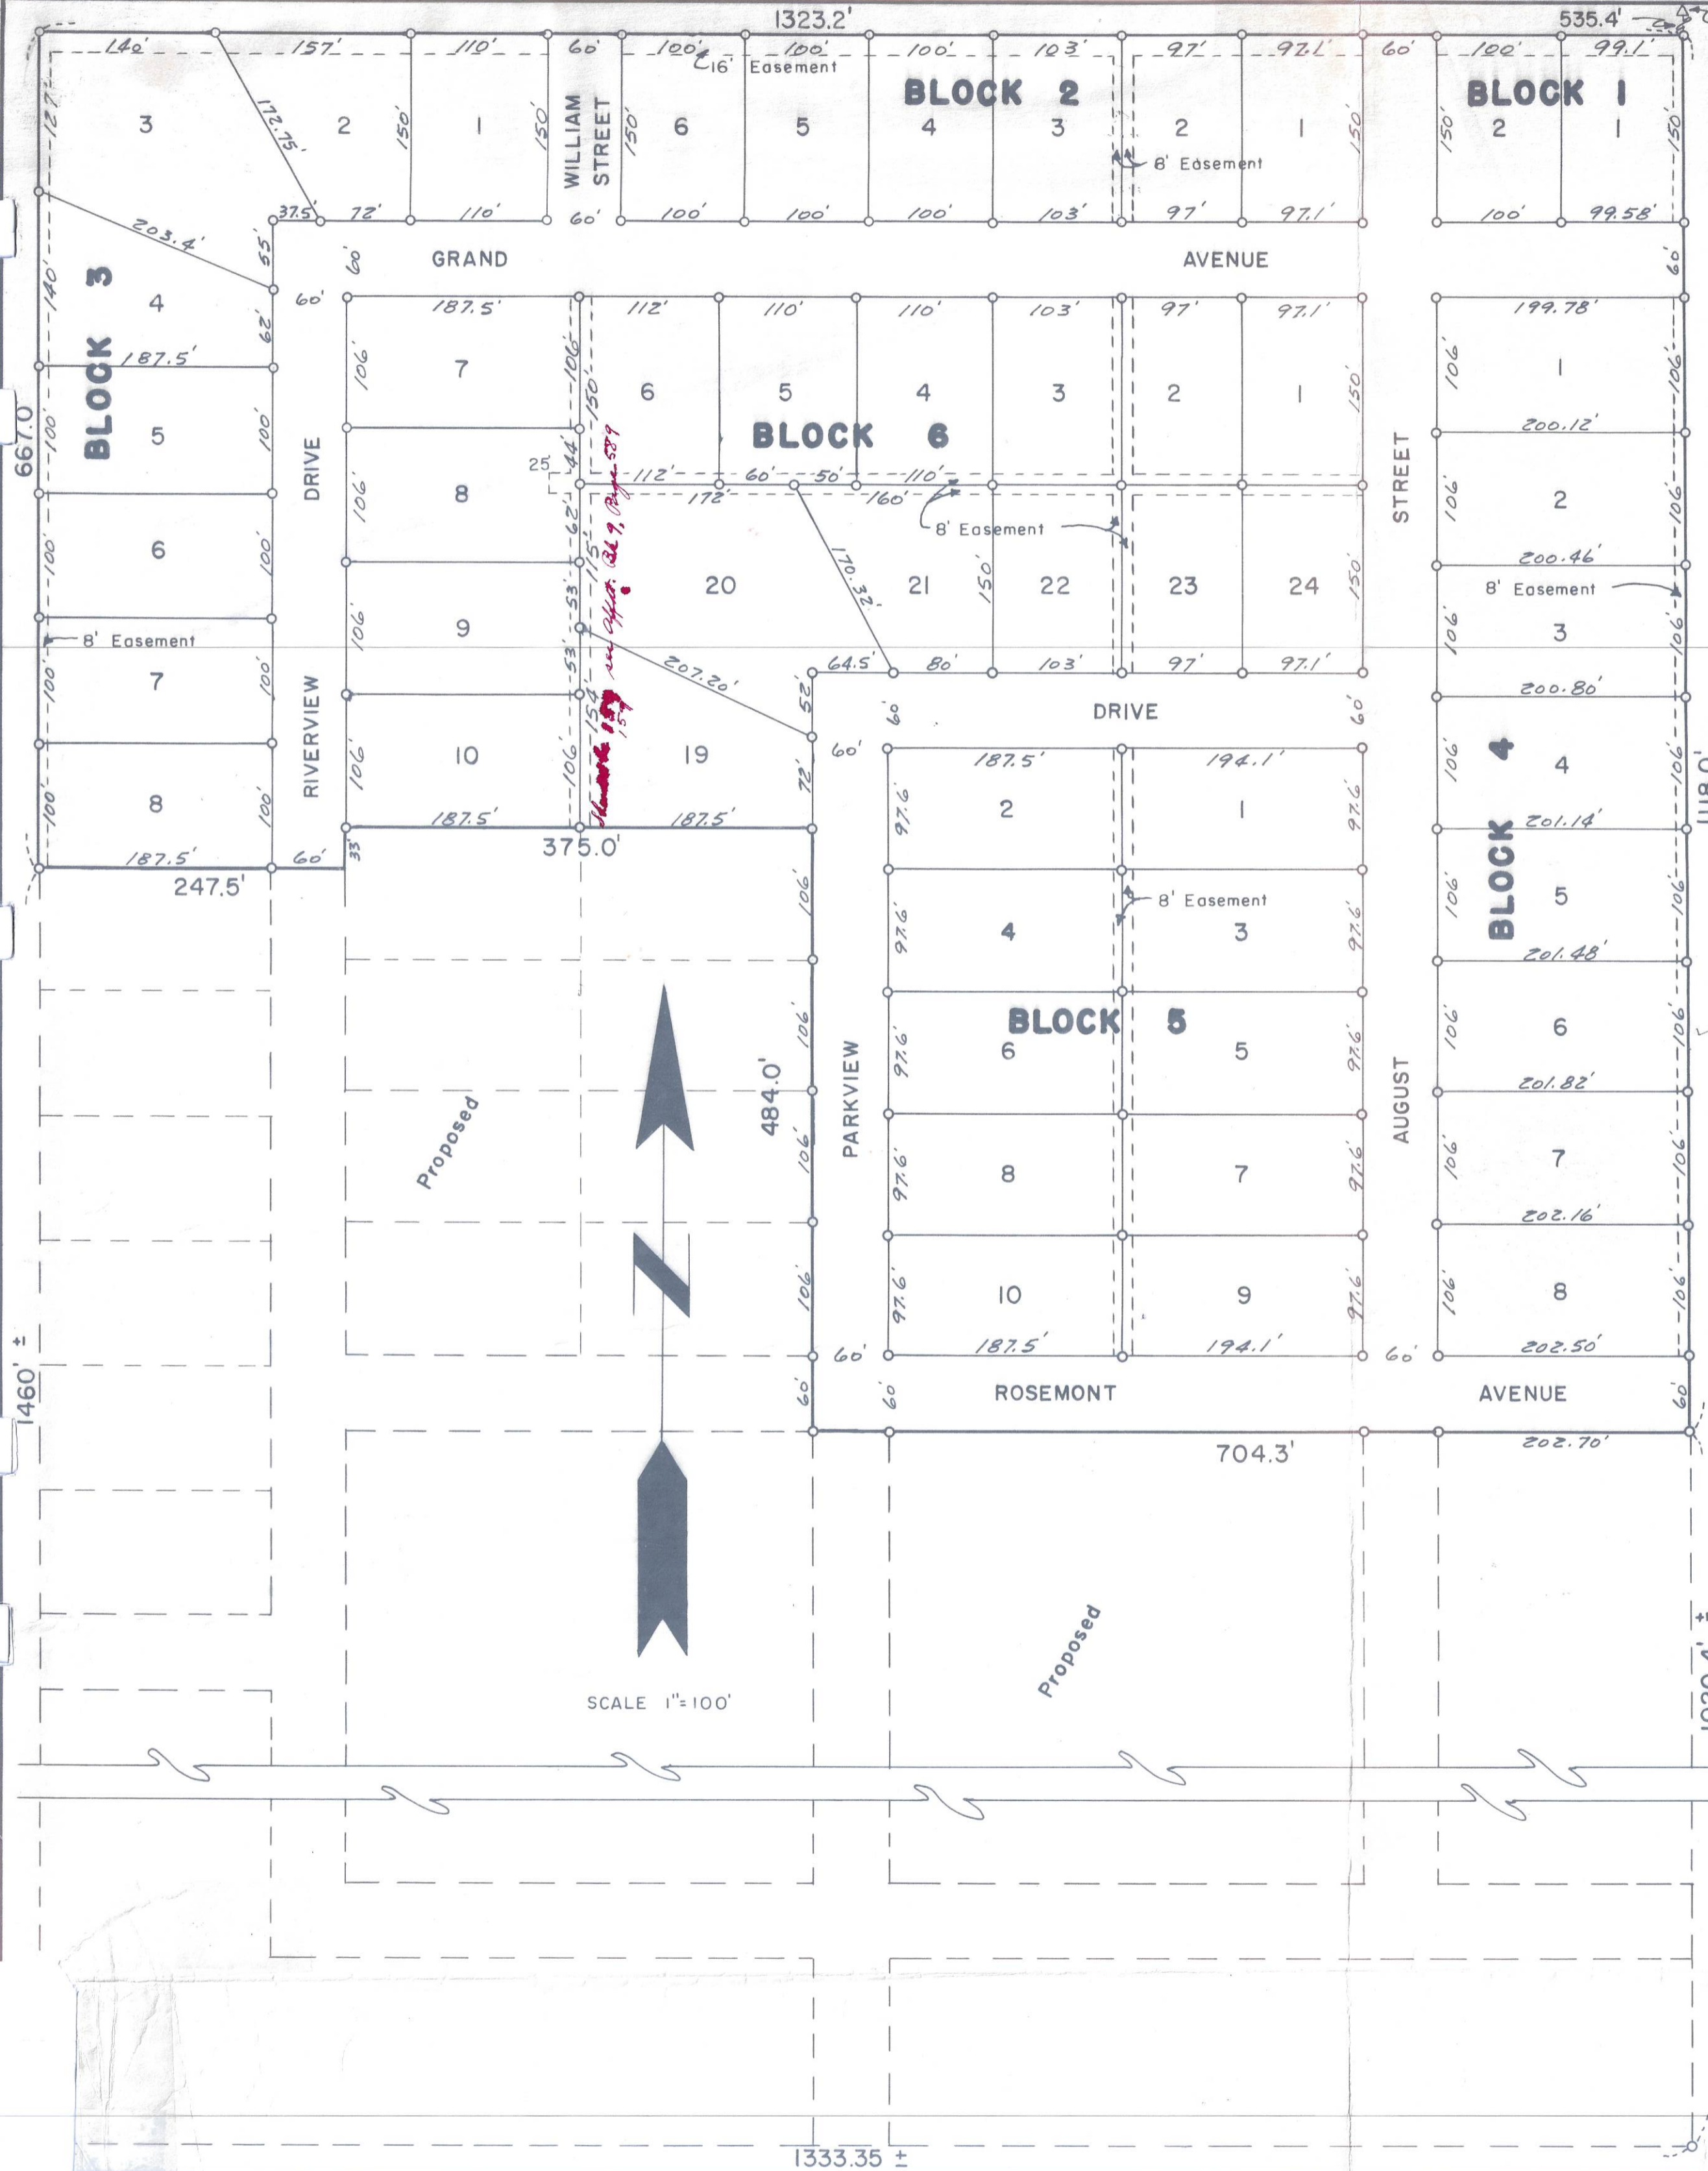 1323.2'
535.4'
140' 157' 110' 60' 100' 100' 100' 103' 97' 97.1' 60' 100' 99.1'
16' Easement
BLOCK 2
BLOCK 1
127' 3 172.75' 2 150' 1 150' WILLIAM STREET 150' 6 5 4 3 2 1 150' 150' 2 1 150'
8' Easement
37.5' 72' 110' 60' 100' 100' 100' 103' 97' 97.1' 100' 99.58'
203.4' 55' 60' GRAND AVENUE 60'
BLOCK 3
140' 4 62' 60'
187.5' 112' 110' 110' 103' 97' 97.1' 199.78'
187.5' 106' 7 106' 150' 106' 1 106'
667.0' 6 5 4 3 2 1 150'
BLOCK 6
100' 5 100' DRIVE STREET 200.12'
25 44' 112' 60' 50' 110'
106' 8 62' 172' 160' 106' 2 106'
8' Easement
100' 6 100' 115' 170.32' 150' 200.46'
53' 20 21 22 23 24 150' 8' Easement
8' Easement 106' 9 53' 207.20' 106' 3 106'
100' 7 100' RIVERVIEW 64.5' 80' 103' 97' 97.1' 200.80'
52' 60' DRIVE 60'
154'
see
Page 589
159
106' 10 106' 19 72' 60' 187.5' 194.1' 106' 4 106'
BLOCK 4
118.0'
100' 8 100' 187.5' 187.5' 97.6' 2 1 97.6' 201.14'
187.5' 60' 33' 375.0'
247.5'
106' 97.6' 4 3 97.6' 106' 5 106'
8' Easement
201.48'
BLOCK 5
106' 97.6' 6 5 97.6' 106' 6 106'
484.0' PARKVIEW AUGUST 201.82'
Proposed
106' 97.6' 8 7 97.6' 106' 7 106'
202.16'
N
106' 97.6' 10 9 97.6' 106' 8 106'
1460' ±
60' 187.5' 194.1' 60' 202.50'
60' 60' ROSEMONT AVENUE 60'
704.3' 202.70'
Proposed
SCALE 1"=100'
1333.35 ±